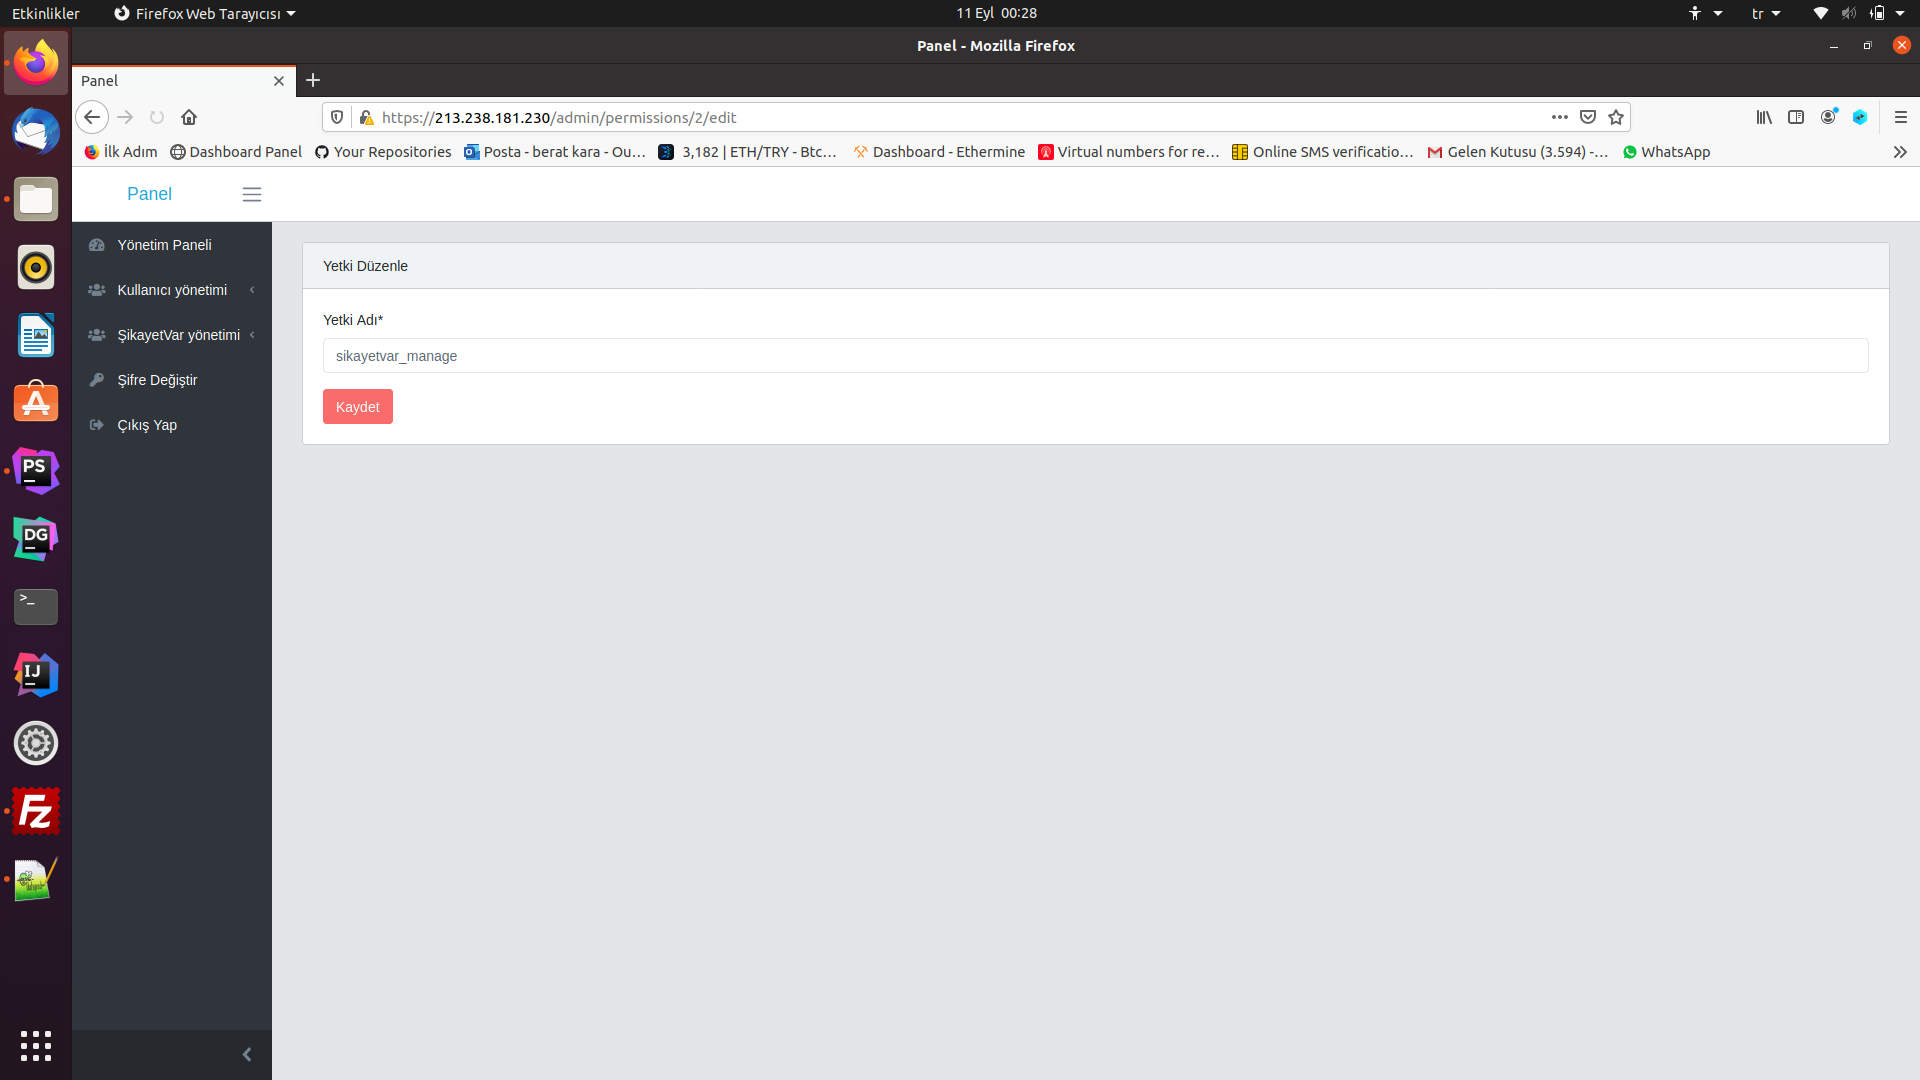 Etkinlikler
Firefox Web Tarayıcısı
11 Eyl 00:28
tr
Panel - Mozilla Firefox
Panel
https://213.238.181.230/admin/permissions/2/edit
İlk Adım
Dashboard Panel
Your Repositories
Posta - berat kara - Ou...
3,182 | ETH/TRY - Btc...
Dashboard - Ethermine
Virtual numbers for re...
Online SMS verificatio...
Gelen Kutusu (3.594) -...
WhatsApp
Panel
Yönetim Paneli
Kullanıcı yönetimi
ŞikayetVar yönetimi
Şifre Değiştir
Çıkış Yap
Yetki Düzenle
Yetki Adı*
sikayetvar_manage
Kaydet
PS
DG
>_
IJ
FZ